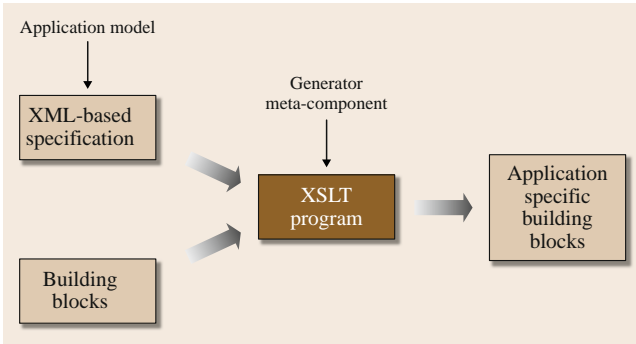 Application model
XML-based
specification
Generator
meta-component
XSLT
program
Application
specific
building
blocks
Building
blocks